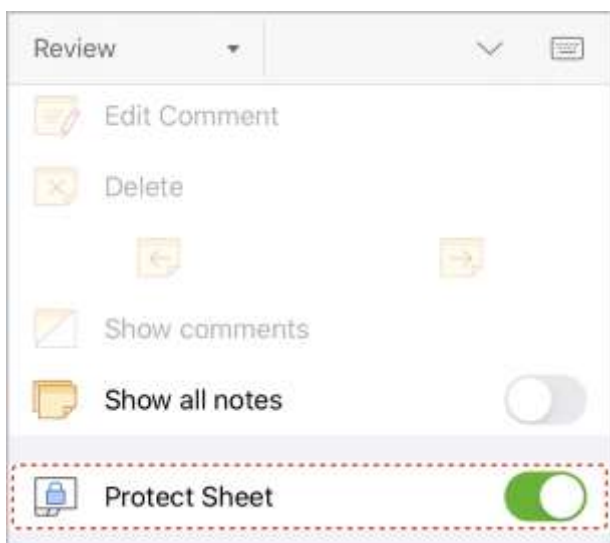 Review
Edit Comment
Delete
Show comments
Show all notes
Protect Sheet